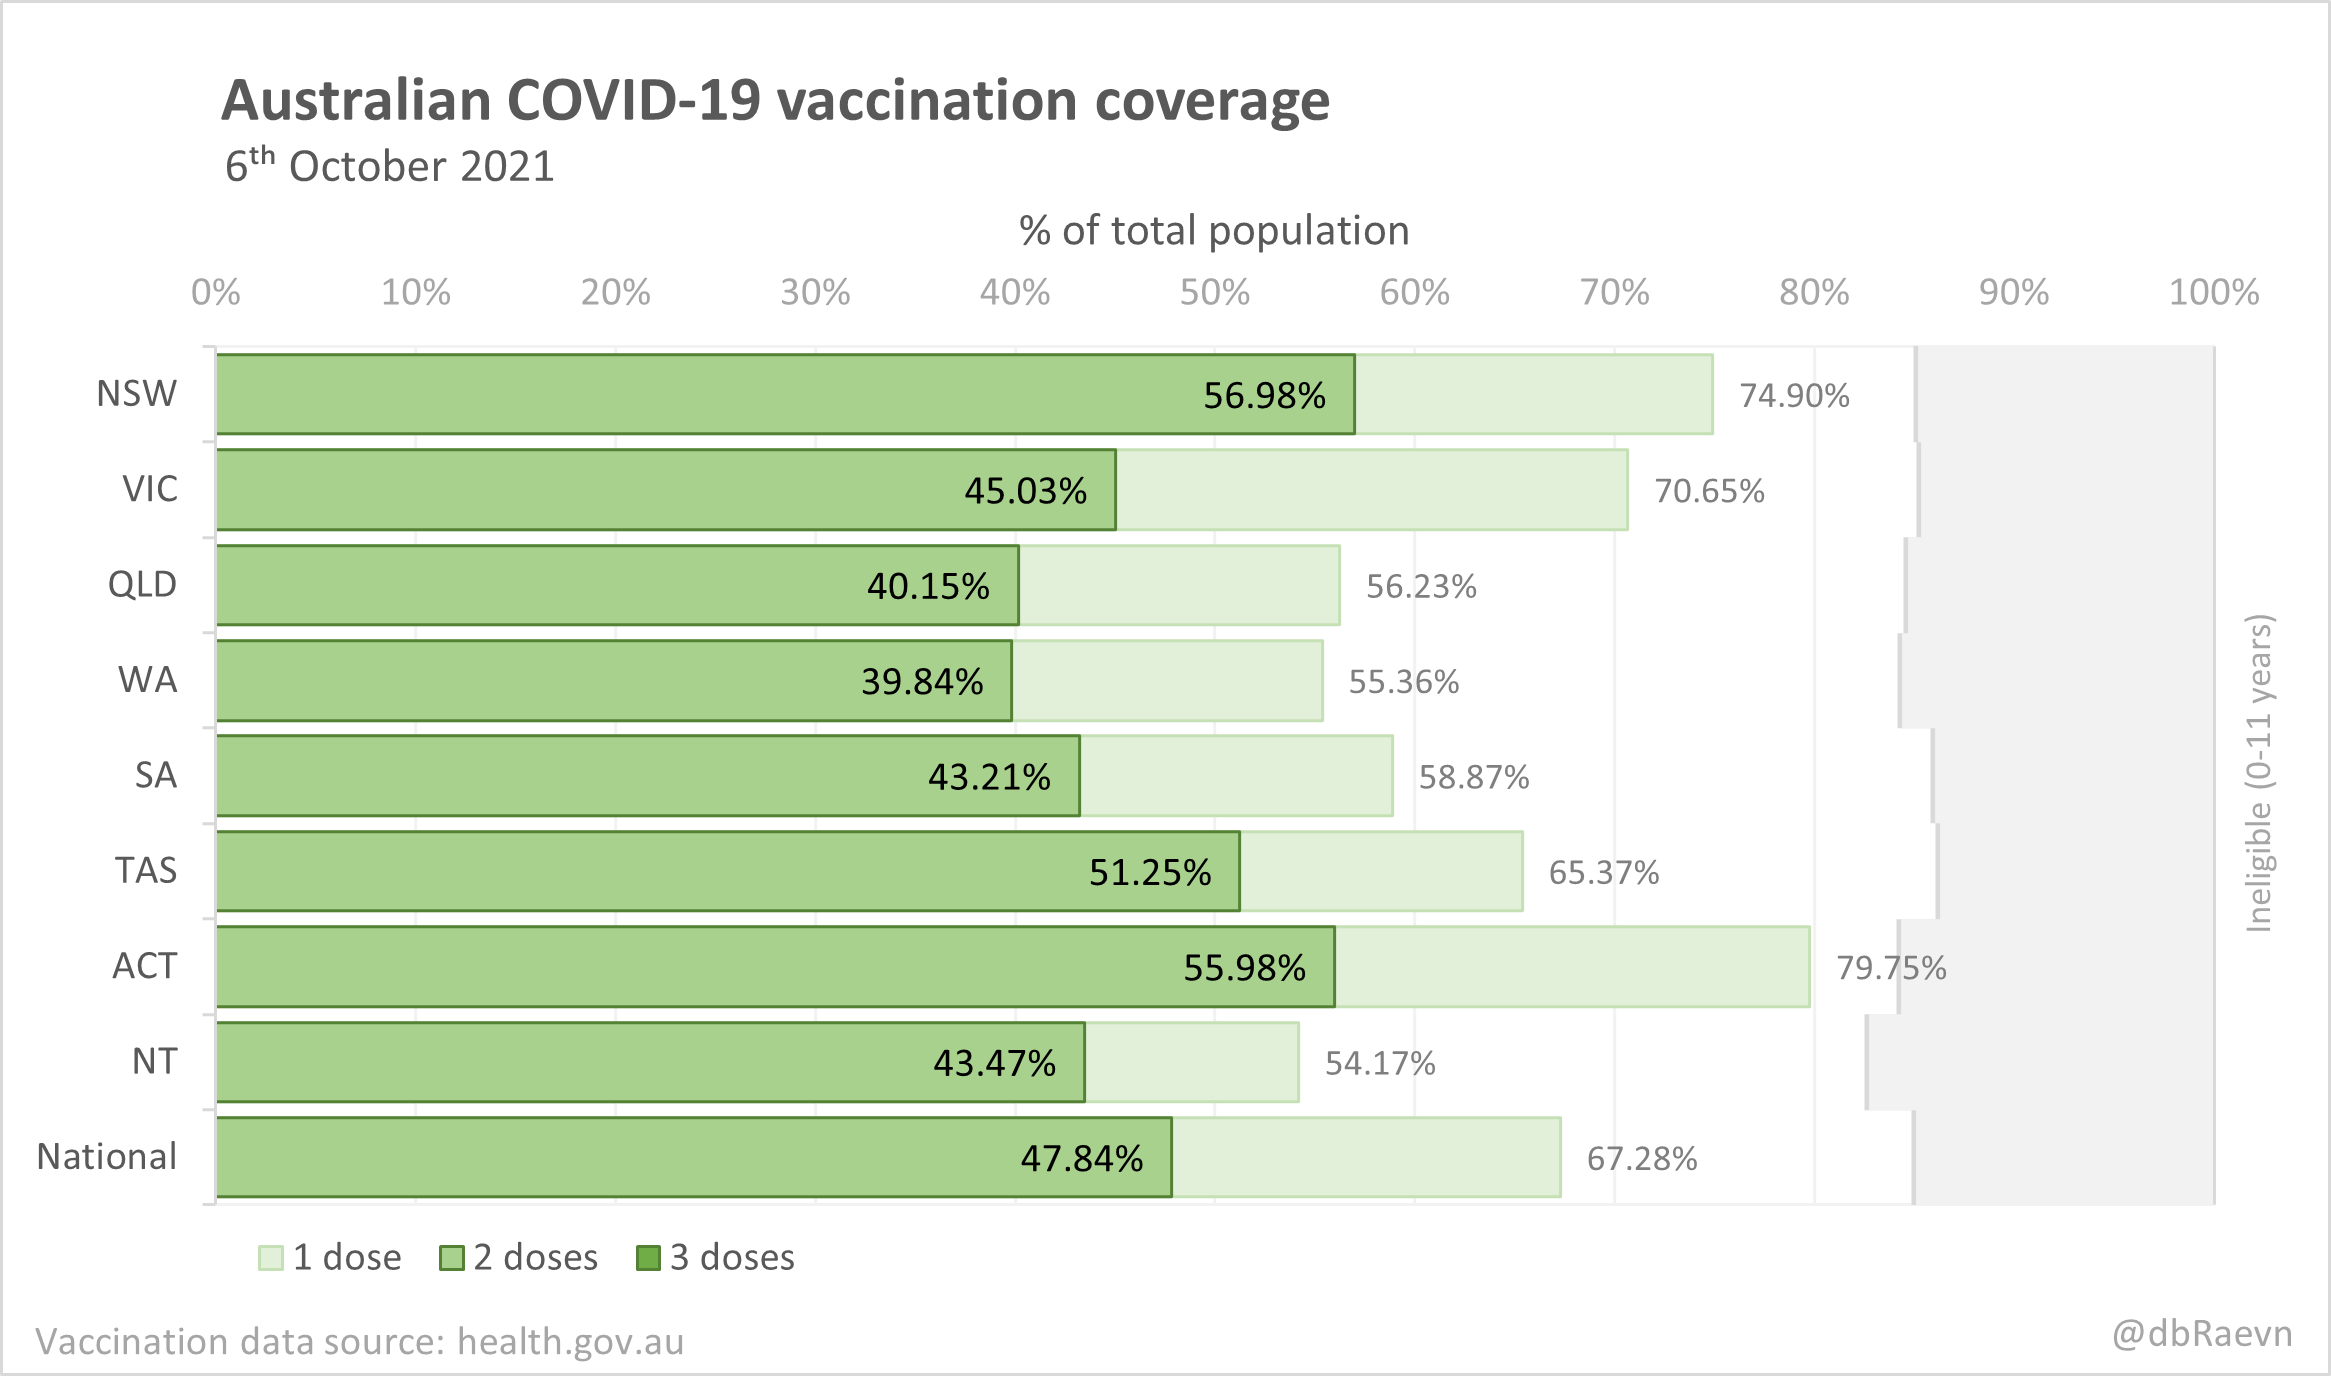 Australian COVID-19 vaccination coverage
6th October 2021
% of total population
0% 10% 20% 30% 40% 50% 60% 70% 80% 90% 100%
NSW 56.98% 74.90%
VIC 45.03% 70.65%
QLD 40.15% 56.23%
WA 39.84% 55.36%
SA 43.21% 58.87%
TAS 51.25% 65.37%
ACT 55.98% 79.75%
NT 43.47% 54.17%
National 47.84% 67.28%
Ineligible (0-11 years)
1 dose 2 doses 3 doses
Vaccination data source: health.gov.au
@dbRaevn